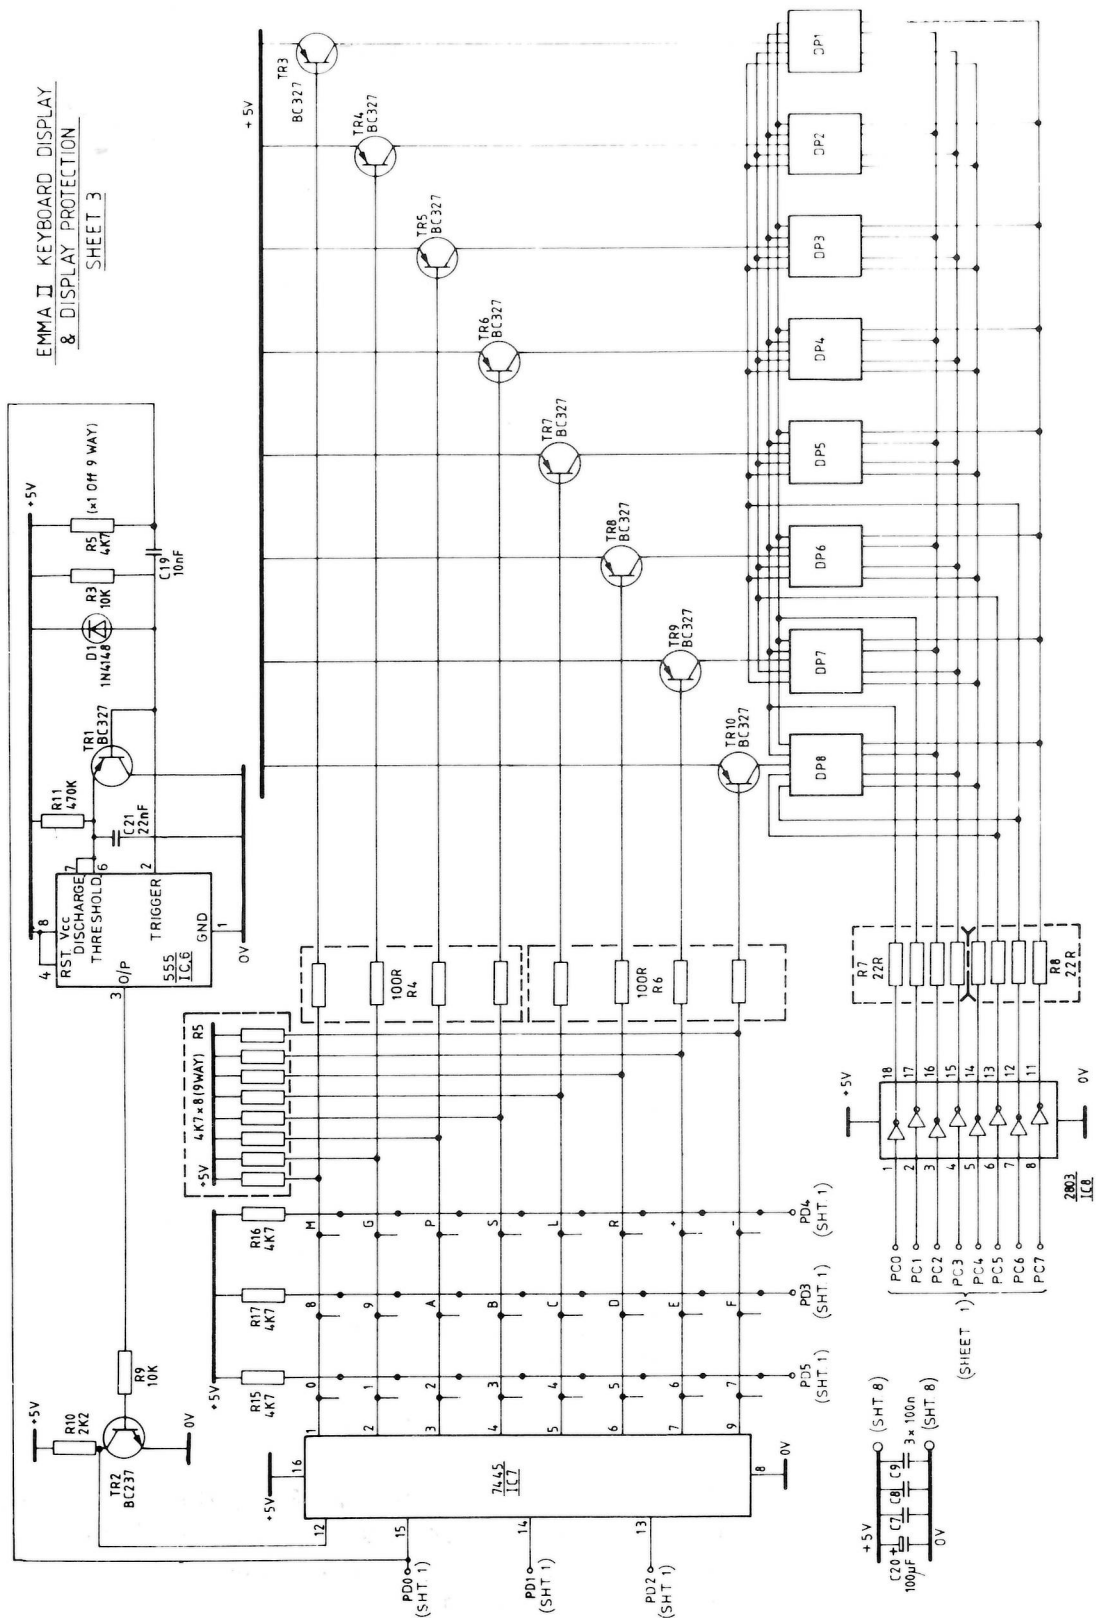 EMMA II KEYBOARD DISPLAY
& DISPLAY PROTECTION
SHEET 3
+5V
R10
2K2
TR2
BC237
0V
R9
10K
3
4
8
RST
Vcc
O/P
DISCHARGE
THRESHOLD
555
IC.6
TRIGGER
GND
7
6
2
1
0V
R11
470K
C21
22nF
TR1
BC327
D1
1N4148
R3
10K
R5
4K7
(x1 Off 9 WAY)
C19
10nF
+5V
+5V
TR3
BC327
TR4
BC327
TR5
BC327
TR6
BC327
TR7
BC327
TR8
BC327
TR9
BC327
TR10
BC327
+5V
R15
4K7
R17
4K7
R16
4K7
+5V
4K7x8 (9WAY)
R5
100R
R4
100R
R6
+5V
16
12
15
14
13
7445
IC7
8
0V
1
2
3
4
5
6
7
9
0
8
M
1
9
G
2
A
P
3
B
S
4
C
L
5
D
R
6
E
+
7
F
-
PD0
(SHT 1)
PD1
(SHT 1)
PD2
(SHT 1)
PD5
(SHT 1)
PD3
(SHT 1)
PD4
(SHT 1)
DP8
DP7
DP6
DP5
DP4
DP3
DP2
DP1
R7
22R
R8
22R
+5V
C20 +
100µF
C7
C8
C9
3x 100n
0V
(SHT 8)
(SHT 8)
(SHEET 1)
PC0
PC1
PC2
PC3
PC4
PC5
PC6
PC7
1
2
3
4
5
6
7
8
+5V
18
17
16
15
14
13
12
11
0V
2803
IC8